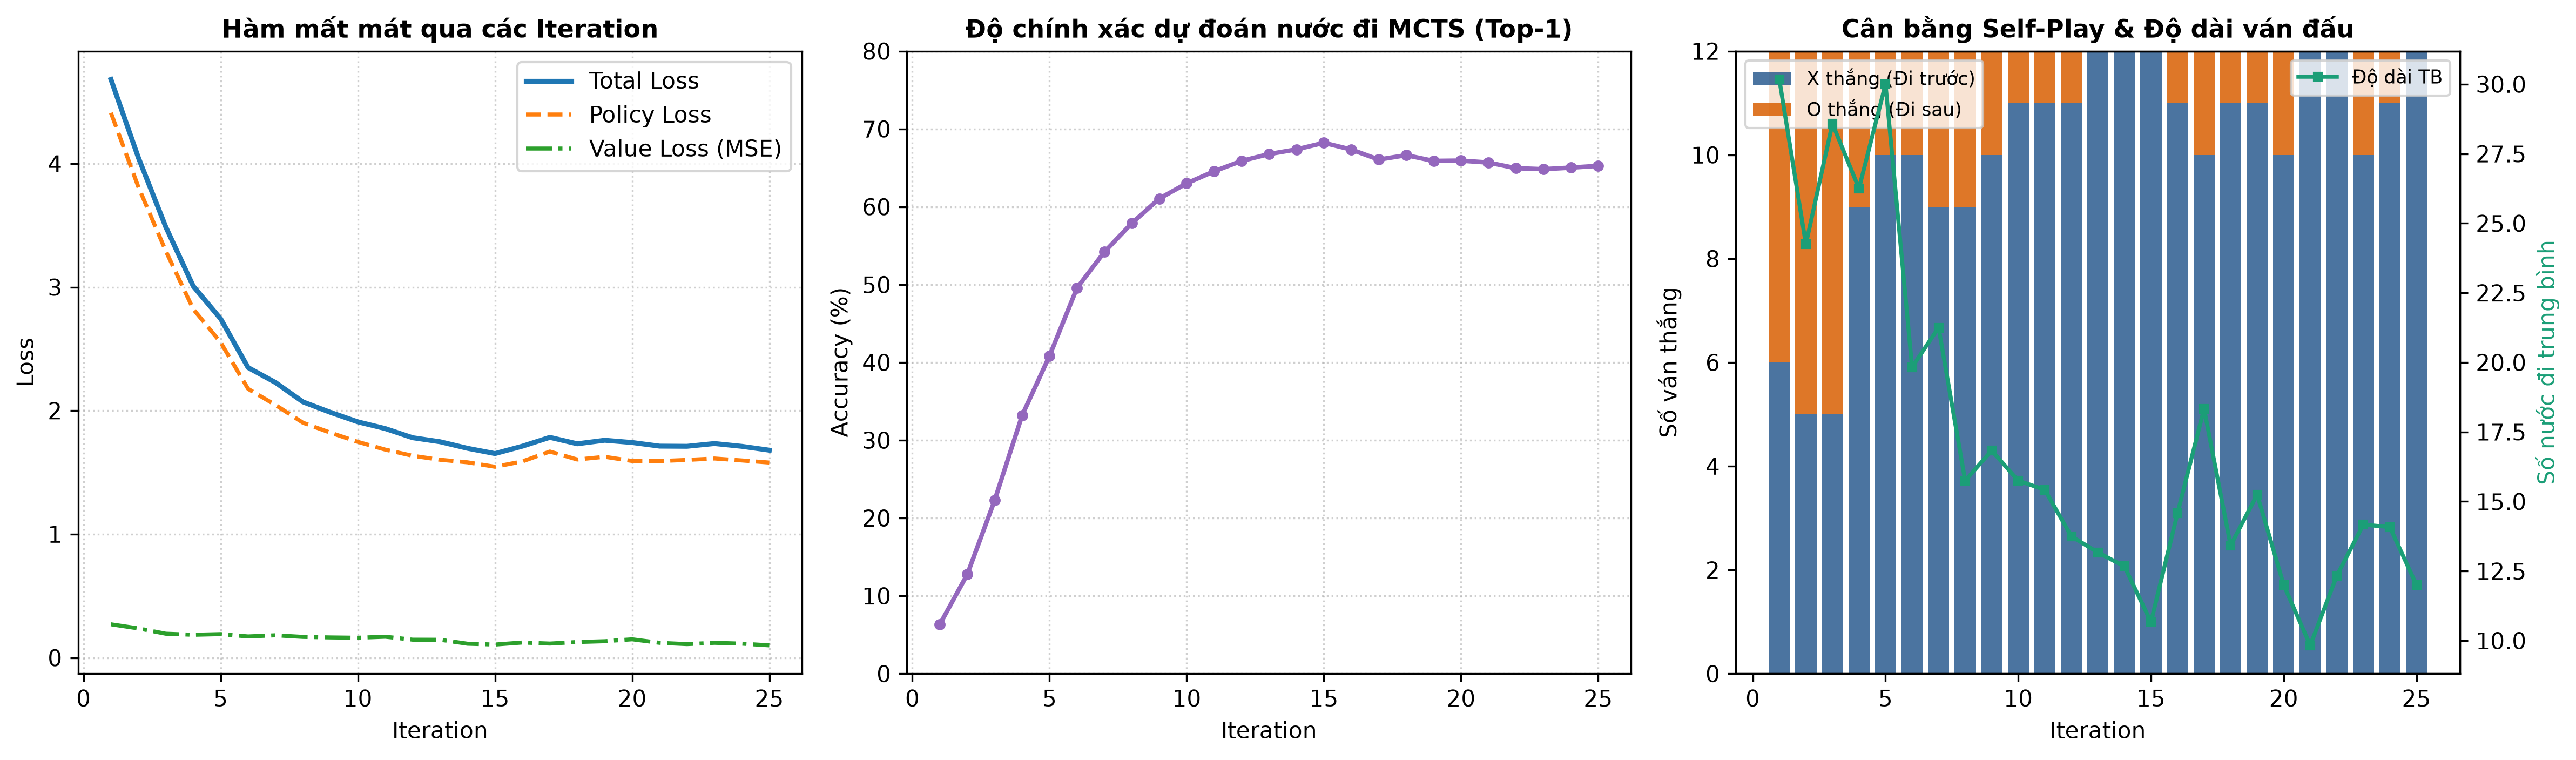 Hàm mất mát qua các Iteration
Total Loss
Policy Loss
Value Loss (MSE)
Loss
4
3
2
1
0
0 5 10 15 20 25
Iteration
Độ chính xác dự đoán nước đi MCTS (Top-1)
Accuracy (%)
80
70
60
50
40
30
20
10
0
0 5 10 15 20 25
Iteration
Cân bằng Self-Play & Độ dài ván đấu
X thắng (Đi trước)
O thắng (Đi sau)
Độ dài TB
Số ván thắng
12
10
8
6
4
2
0
0 5 10 15 20 25
Iteration
30.0
27.5
25.0
22.5
20.0
17.5
15.0
12.5
10.0
Số nước đi trung bình